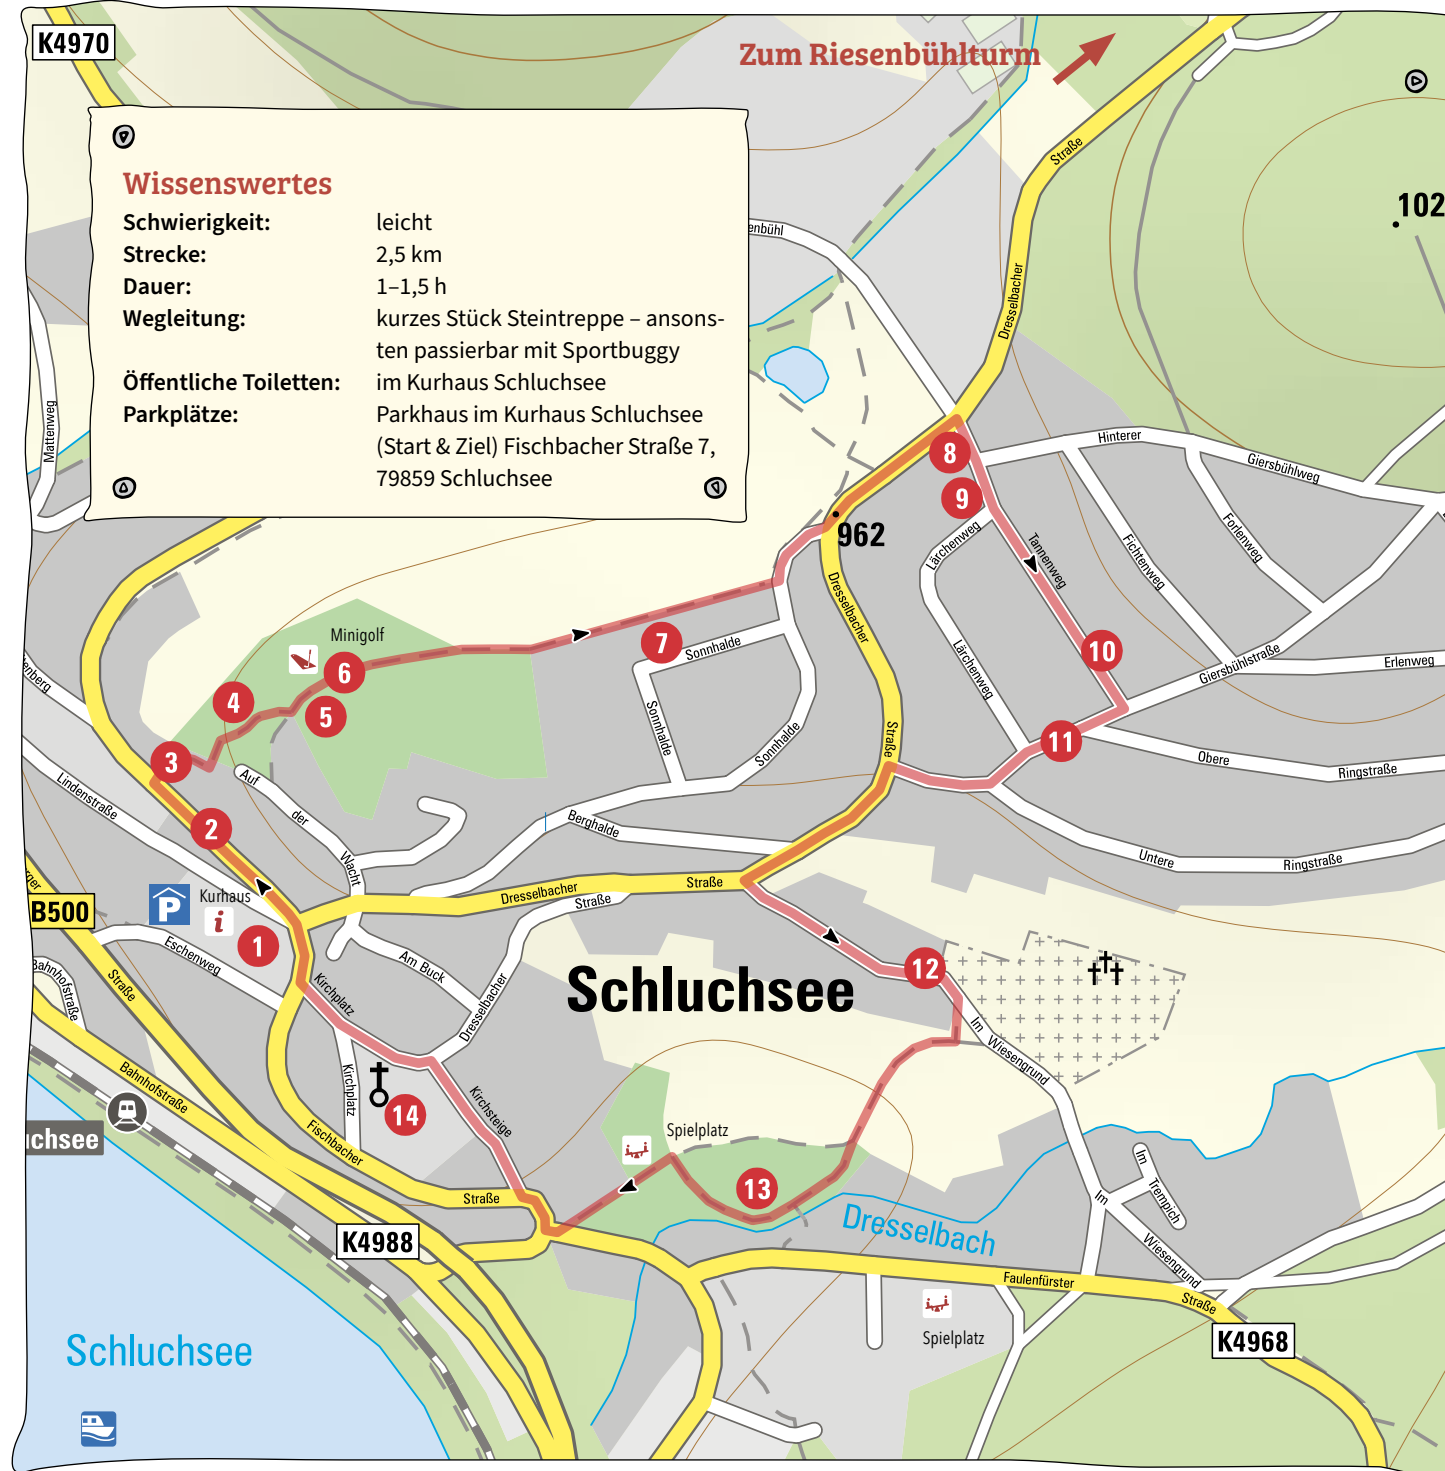 K4970
Zum Riesenbühlturm
Wissenswertes
Schwierigkeit: leicht
Strecke: 2,5 km
Dauer: 1–1,5 h
Wegleitung: kurzes Stück Steintreppe – ansons-
ten passierbar mit Sportbuggy
Öffentliche Toiletten: im Kurhaus Schluchsee
Parkplätze: Parkhaus im Kurhaus Schluchsee
(Start & Ziel) Fischbacher Straße 7,
79859 Schluchsee
Straße
102
enbühl
Dresselbacher
Mattenweg
8
Hinterer
Giersbühlweg
9
962
Lärchenweg
Tannenweg
Fichtenweg
Forlenweg
Dresselbacher
Minigolf
7
Sonnhalde
6
10
Giersbühlstraße
Erlenweg
enberg
4
5
Lärchenweg
Sonnhalde
Sonnhalde
Straße
11
3
Obere
Ringstraße
Auf
der
Wacht
Lindenstraße
2
Berghalde
Untere
Ringstraße
rger
B500
P
Kurhaus
i
Dresselbacher
Straße
Straße
1
Eschenweg
Am Buck
12
Bahnhofstraße
Straße
Kirchplatz
Dresselbacher
Schluchsee
Im
Wiesengrund
Bahnhofstraße
Kirchplatz
Kirchsteige
14
uchsee
Fischbacher
Spielplatz
Im
Trempich
13
Straße
Im
Wiesengrund
K4988
Dresselbach
Faulenfürster
Straße
Spielplatz
K4968
Schluchsee